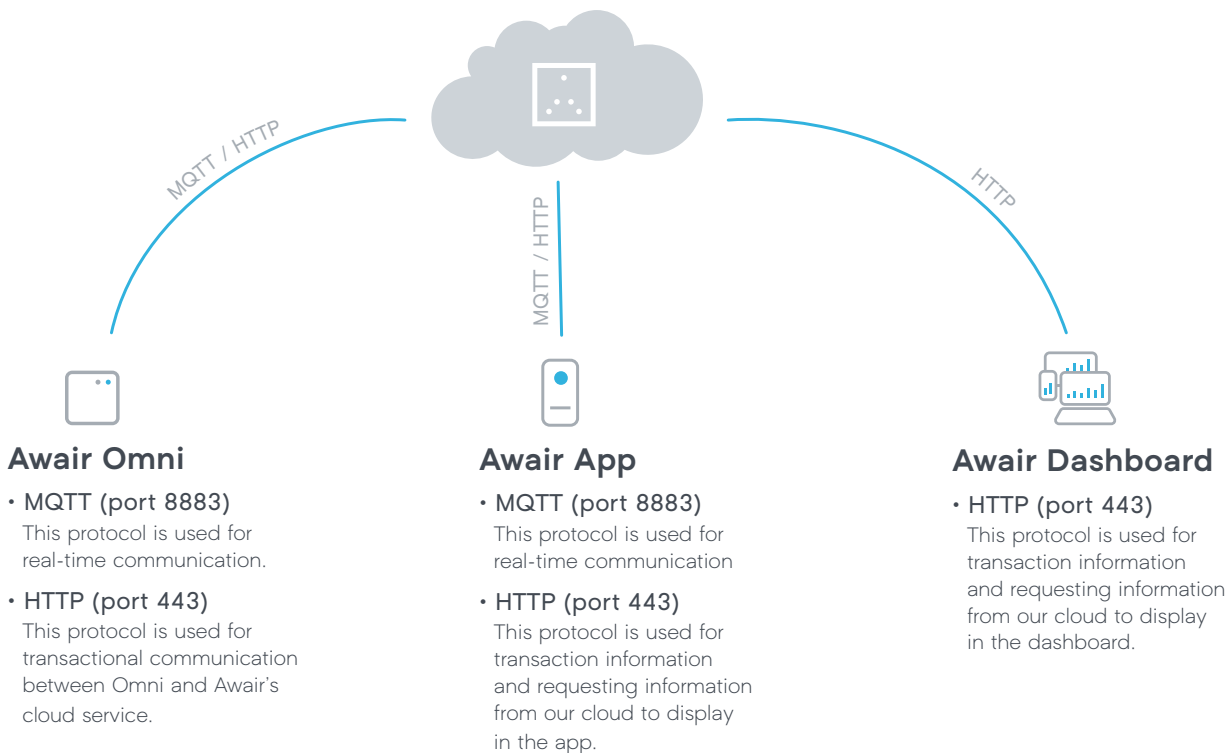 MQTT / HTTP
MQTT / HTTP
HTTP
Awair Omni
• MQTT (port 8883)
This protocol is used for
real-time communication.
• HTTP (port 443)
This protocol is used for
transactional communication
between Omni and Awair's
cloud service.
Awair App
• MQTT (port 8883)
This protocol is used for
real-time communication
• HTTP (port 443)
This protocol is used for
transaction information
and requesting information
from our cloud to display
in the app.
Awair Dashboard
• HTTP (port 443)
This protocol is used for
transaction information
and requesting information
from our cloud to display
in the dashboard.